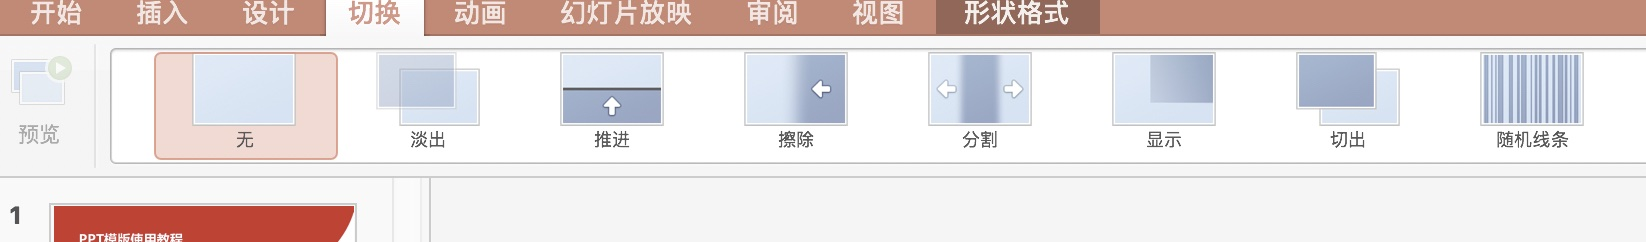 开始 插入 设计 切换 动画 幻灯片放映 审阅 视图 形状格式
预览 无 淡出 推进 擦除 分割 显示 切出 随机线条
1
PPT模版使用教程